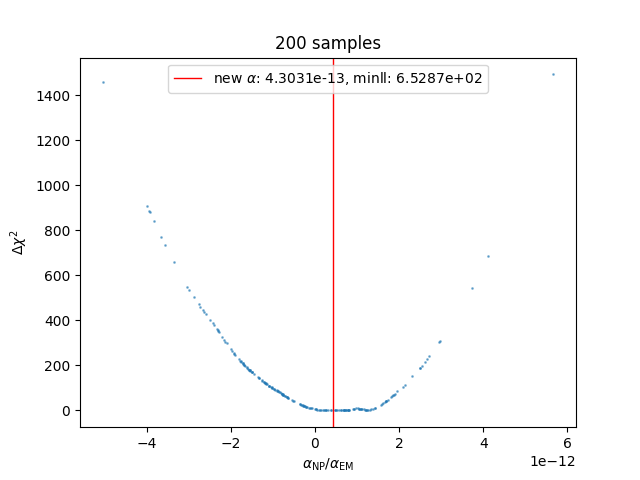 200 samples
new α: 4.3031e-13, minll: 6.5287e+02
1400
1200
1000
800
600
400
200
0
Δχ²
−4 −2 0 2 4 6
1e−12
α_NP/α_EM